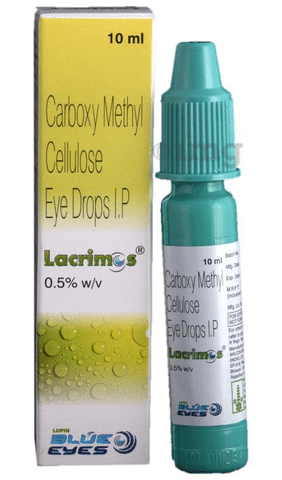 10 ml
Carboxy Methyl
Cellulose
Eye Drops I.P
Lacrimos®
0.5% w/v
LUPIN
BLUE
EYES
10 ml
Carboxy Methyl
Cellulose
Eye Drops I.P
Lacrimos®
0.5% w/v
LUPIN
BLUE
EYES